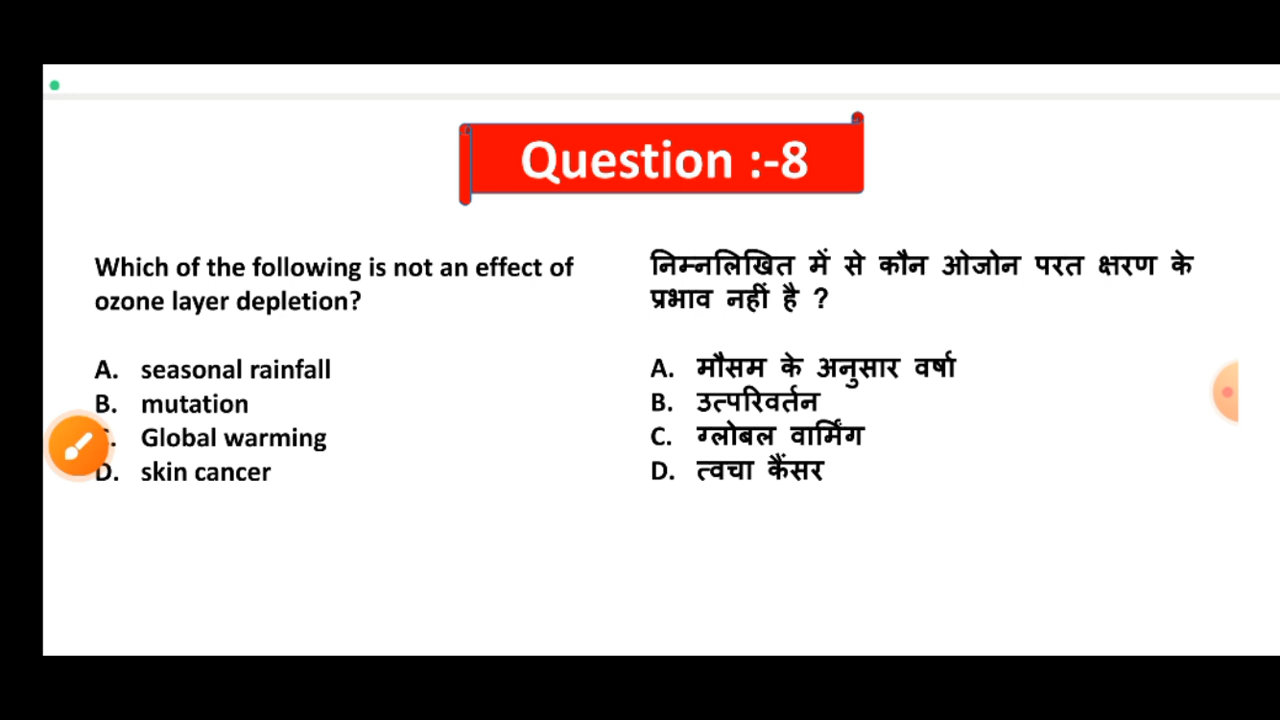 Question :-8
Which of the following is not an effect of
ozone layer depletion?
A. seasonal rainfall
B. mutation
Global warming
D. skin cancer
निम्नलिखित में से कौन ओजोन परत क्षरण के
प्रभाव नहीं है ?
A. मौसम के अनुसार वर्षा
B. उत्परिवर्तन
C. ग्लोबल वार्मिंग
D. त्वचा कैंसर